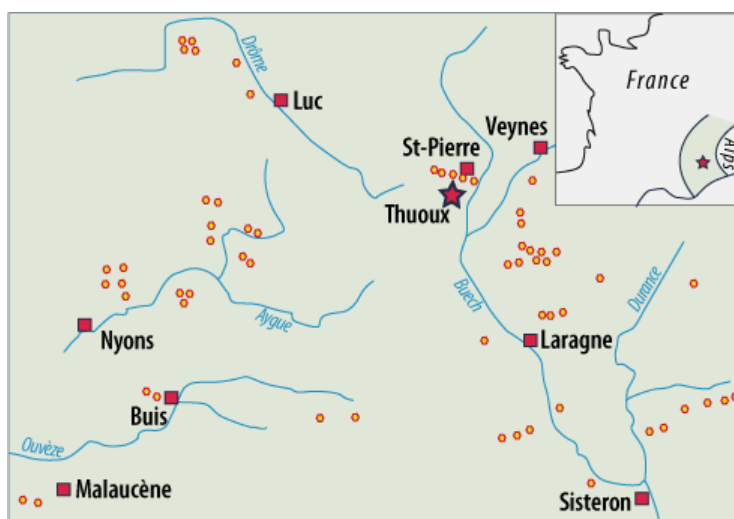 Drôme
Luc
France
Alps
Veynes
St-Pierre
Thuoux
Nyons
Aygue
Buech
Durance
Laragne
Buis
Ouvèze
Malaucène
Sisteron